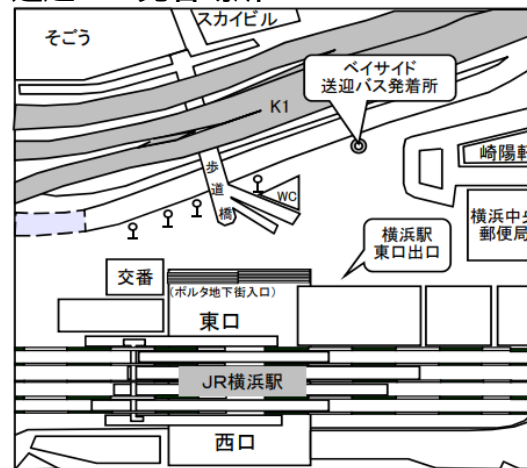 そごう
スカイビル
ベイサイド
送迎バス発着所
K1
崎陽軒
歩
道
橋
WC
横浜中央
郵便局
横浜駅
東口出口
交番
(ポルタ地下街入口)
東口
JR横浜駅
西口